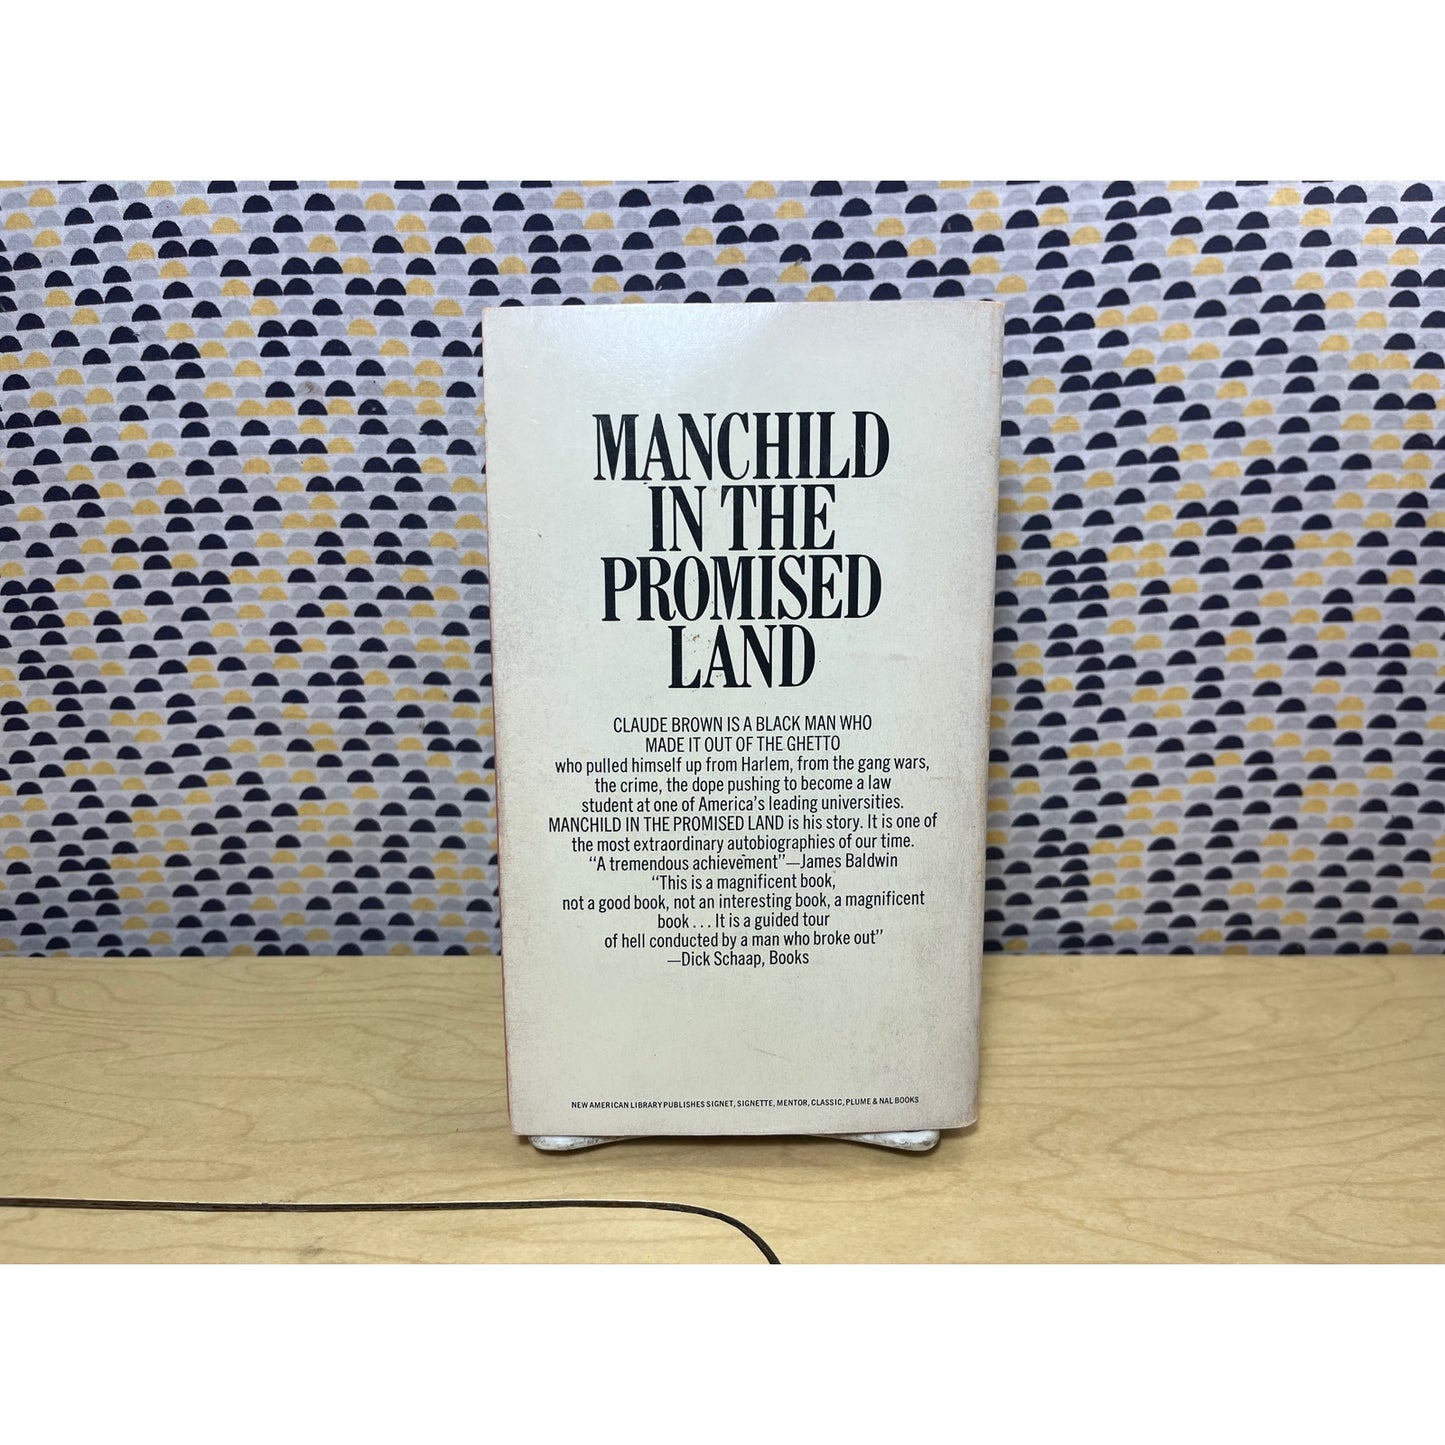 MANCHILD
IN THE
PROMISED
LAND
CLAUDE BROWN IS A BLACK MAN WHO
MADE IT OUT OF THE GHETTO
who pulled himself up from Harlem, from the gang wars,
the crime, the dope pushing to become a law
student at one of America's leading universities.
MANCHILD IN THE PROMISED LAND is his story. It is one of
the most extraordinary autobiographies of our time.
"A tremendous achievement"—James Baldwin
"This is a magnificent book,
not a good book, not an interesting book, a magnificent
book . . . It is a guided tour
of hell conducted by a man who broke out"
—Dick Schaap, Books
NEW AMERICAN LIBRARY PUBLISHES SIGNET, SIGNETTE, MENTOR, CLASSIC, PLUME & NAL BOOKS